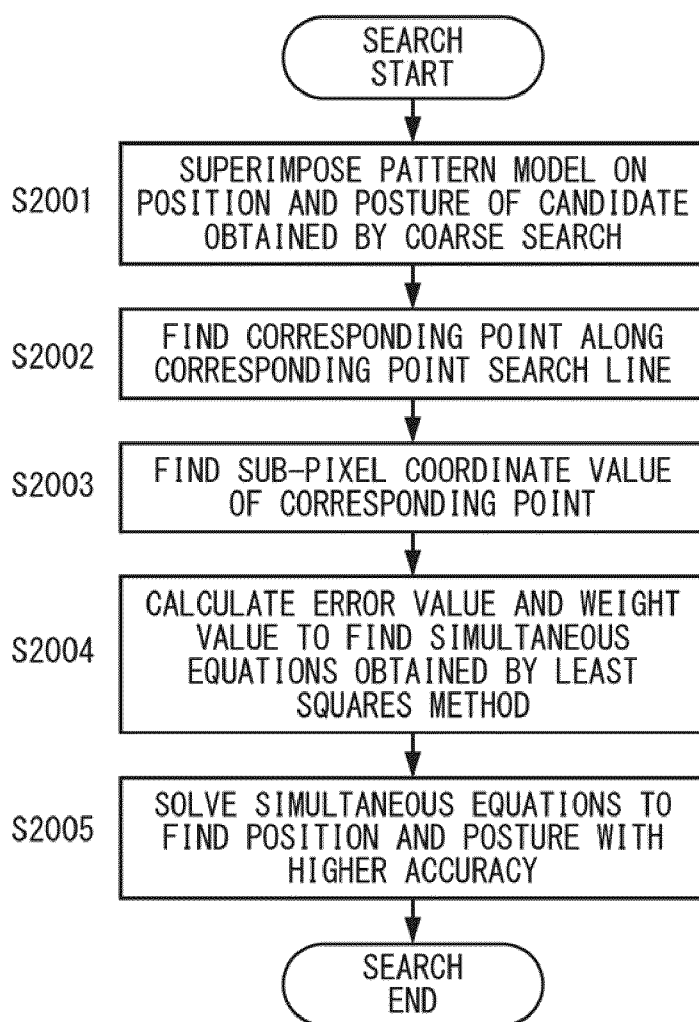 SEARCH
START
S2001
SUPERIMPOSE PATTERN MODEL ON
POSITION AND POSTURE OF CANDIDATE
OBTAINED BY COARSE SEARCH
S2002
FIND CORRESPONDING POINT ALONG
CORRESPONDING POINT SEARCH LINE
S2003
FIND SUB-PIXEL COORDINATE VALUE
OF CORRESPONDING POINT
S2004
CALCULATE ERROR VALUE AND WEIGHT
VALUE TO FIND SIMULTANEOUS
EQUATIONS OBTAINED BY LEAST
SQUARES METHOD
S2005
SOLVE SIMULTANEOUS EQUATIONS TO
FIND POSITION AND POSTURE WITH
HIGHER ACCURACY
SEARCH
END